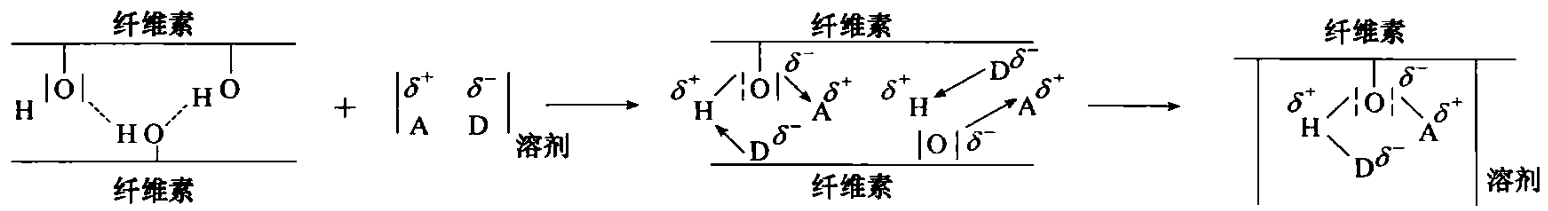 纤维素
|O|
H
H O
H O
纤维素
+
δ+ δ−
A D
溶剂
纤维素
δ+ H |O| δ− A δ+
D δ−
δ+ H D δ−
|O| δ− A δ+
纤维素
纤维素
δ+ H |O| δ− A δ+
D δ−
溶剂